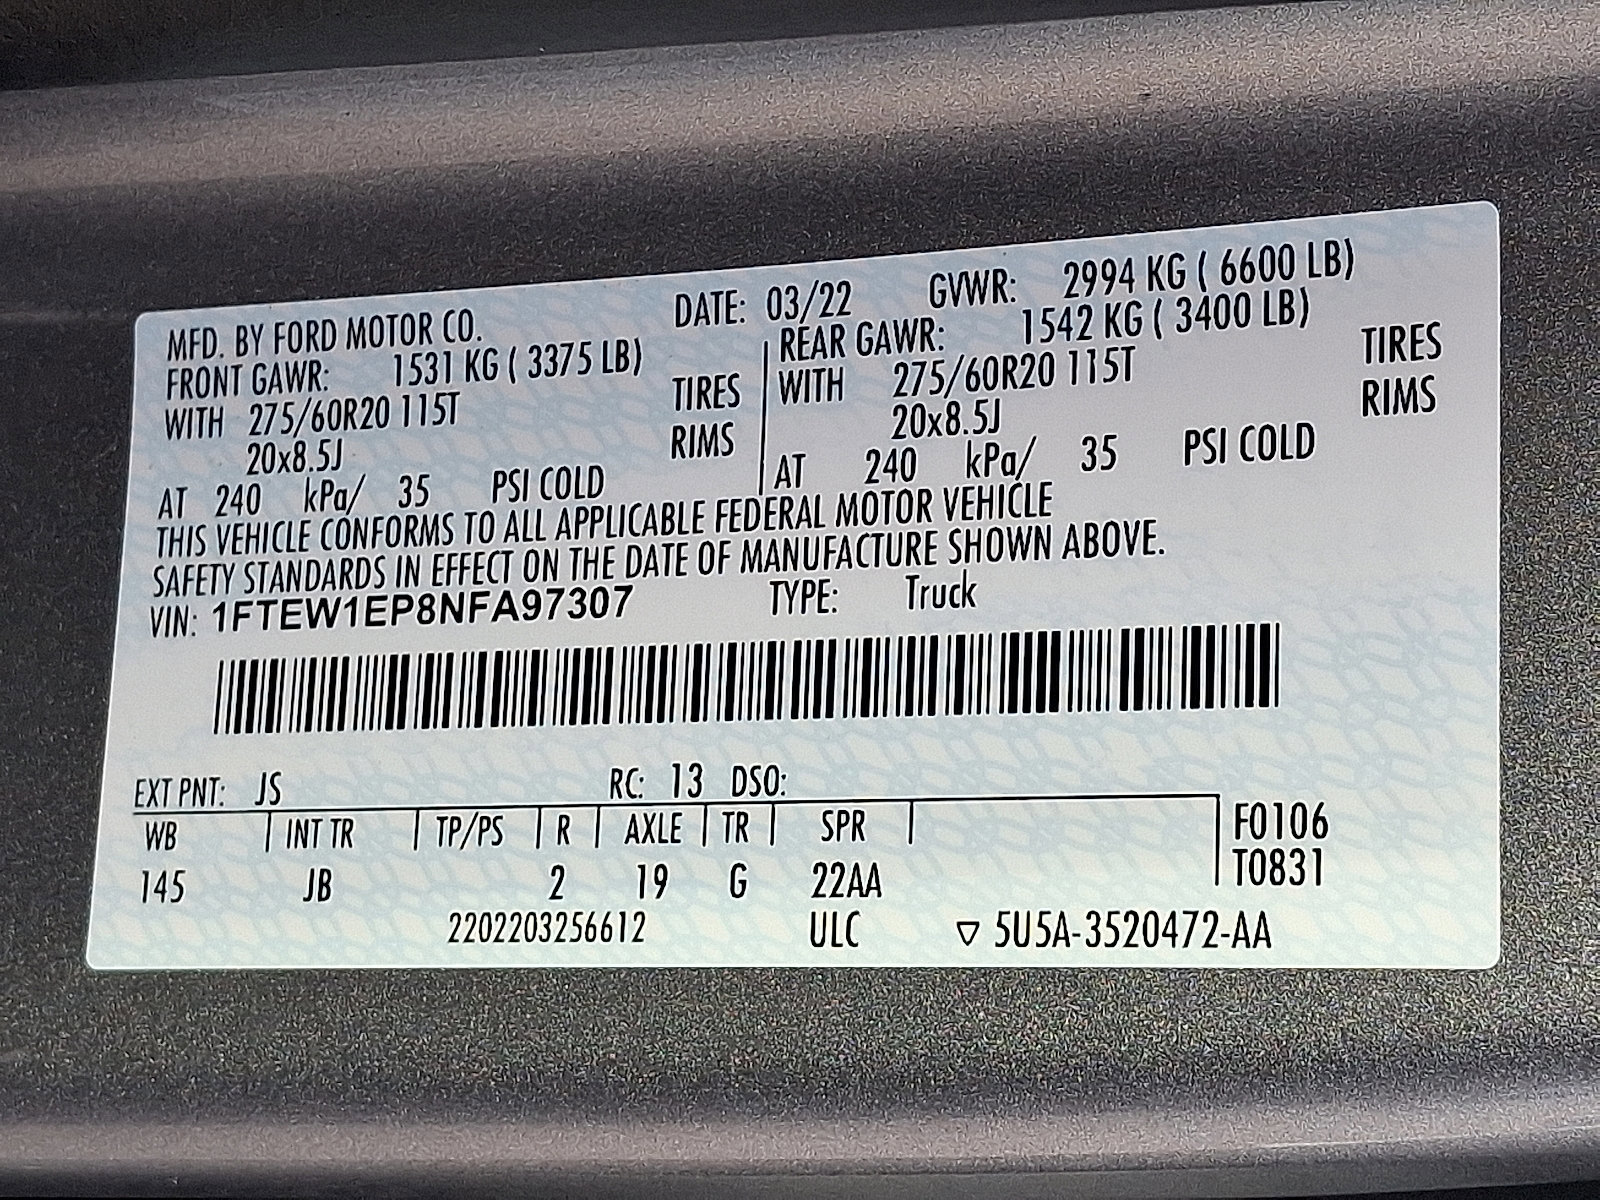 MFD. BY FORD MOTOR CO. DATE: 03/22 GVWR: 2994 KG ( 6600 LB)
FRONT GAWR: 1531 KG ( 3375 LB) REAR GAWR: 1542 KG ( 3400 LB)
WITH 275/60R20 115T TIRES WITH 275/60R20 115T TIRES
20x8.5J RIMS 20x8.5J RIMS
AT 240 kPa/ 35 PSI COLD AT 240 kPa/ 35 PSI COLD
THIS VEHICLE CONFORMS TO ALL APPLICABLE FEDERAL MOTOR VEHICLE
SAFETY STANDARDS IN EFFECT ON THE DATE OF MANUFACTURE SHOWN ABOVE.
VIN: 1FTEW1EP8NFA97307 TYPE: Truck
EXT PNT: JS RC: 13 DSO:
WB INT TR TP/PS R AXLE TR SPR F0106
145 JB 2 19 G 22AA T0831
2202203256612 ULC ▽ 5U5A-3520472-AA